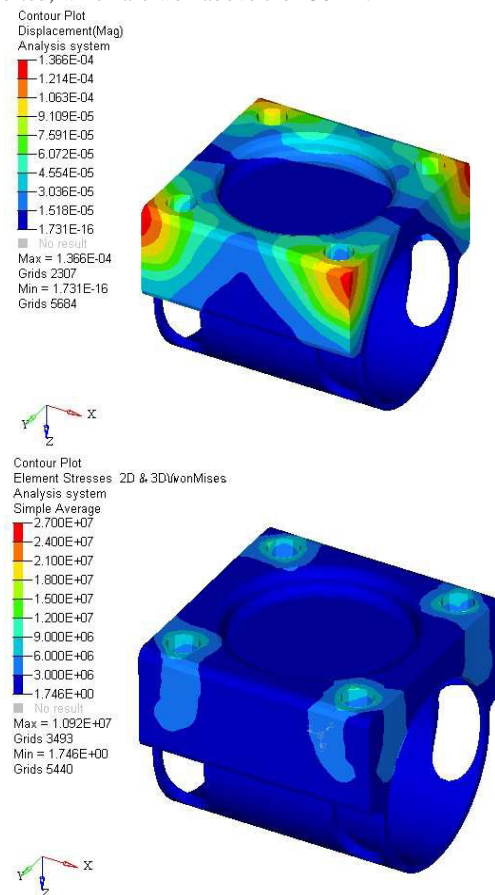 Contour Plot
Displacement(Mag)
Analysis system
1.366E-04
1.214E-04
1.063E-04
9.109E-05
7.591E-05
6.072E-05
4.554E-05
3.036E-05
1.518E-05
1.731E-16
No result
Max = 1.366E-04
Grids 2307
Min = 1.731E-16
Grids 5684
X
Y
Z
Contour Plot
Element Stresses 2D & 3D
Analysis system
Simple Average
2.700E+07
2.400E+07
2.100E+07
1.800E+07
1.500E+07
1.200E+07
9.000E+06
6.000E+06
3.000E+06
1.746E+00
No result
Max = 1.092E+07
Grids 3493
Min = 1.746E+00
Grids 5440
X
Y
Z